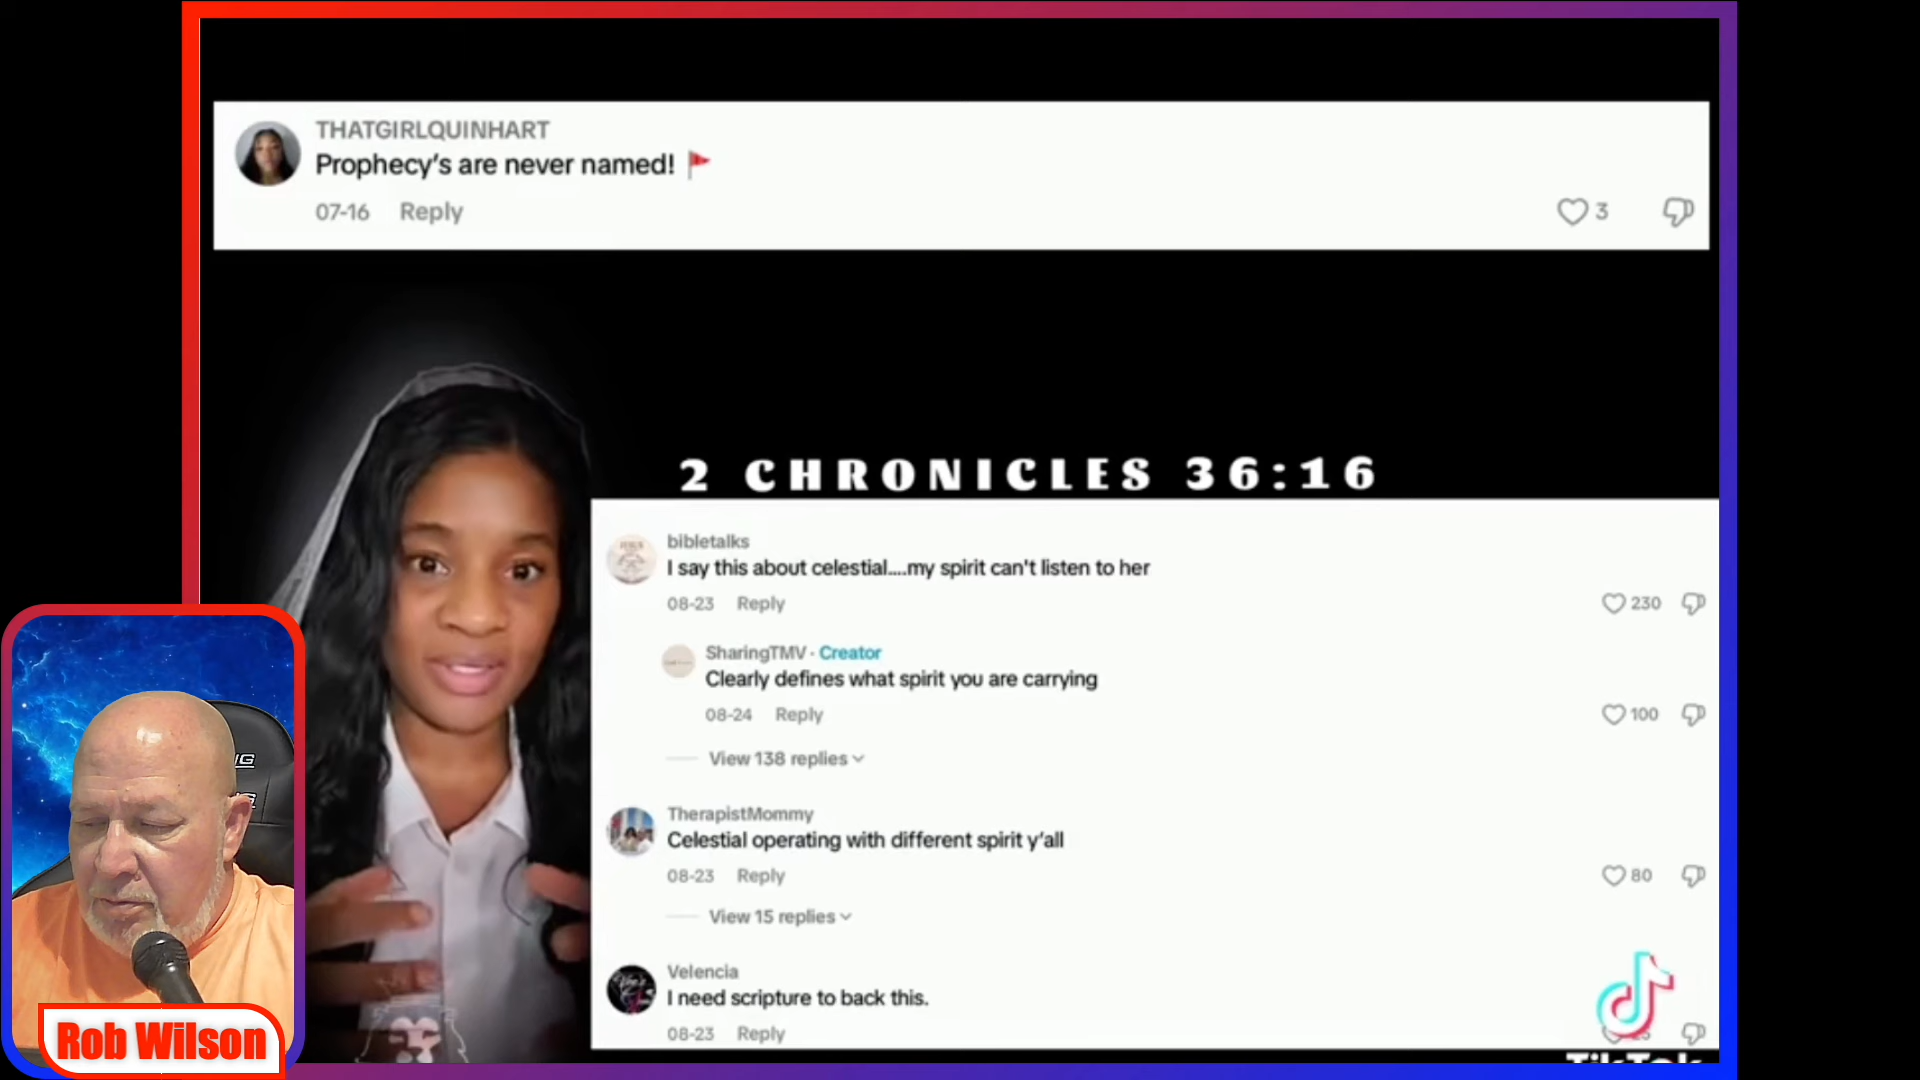 THATGIRLQUINHART
Prophecy's are never named!
07-16 Reply
3
2 CHRONICLES 36:16
bibletalks
I say this about celestial....my spirit can't listen to her
08-23 Reply
230
SharingTMV · Creator
Clearly defines what spirit you are carrying
08-24 Reply
100
View 138 replies
TherapistMommy
Celestial operating with different spirit y'all
08-23 Reply
80
View 15 replies
Velencia
I need scripture to back this.
08-23 Reply
TikTok
Rob Wilson